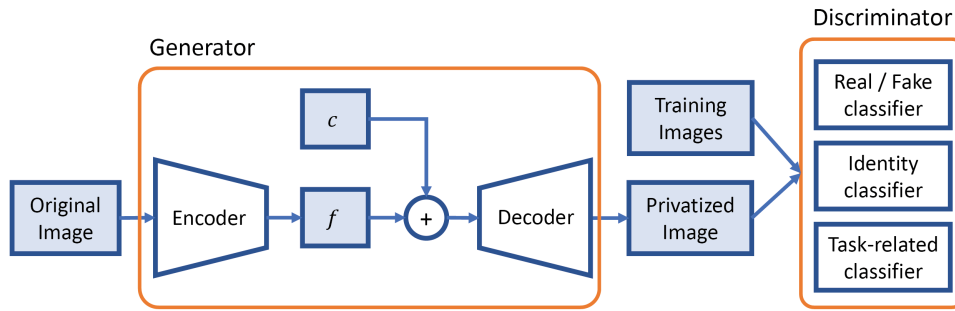 Generator
Discriminator
Original
Image
Encoder
c
f
+
Decoder
Training
Images
Privatized
Image
Real / Fake
classifier
Identity
classifier
Task-related
classifier